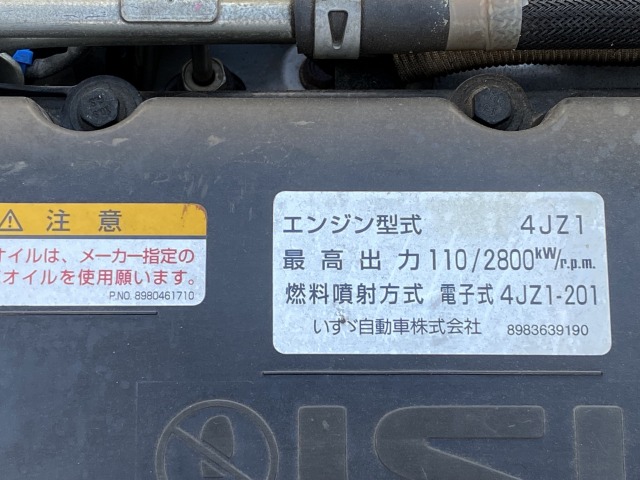 注意
オイルは、メーカー指定の
オイルを使用願います。
P.NO. 8980461710
エンジン型式 4JZ1
最高出力 110/2800kW/r.p.m.
燃料噴射方式 電子式 4JZ1-201
いすゞ自動車株式会社 8983639190